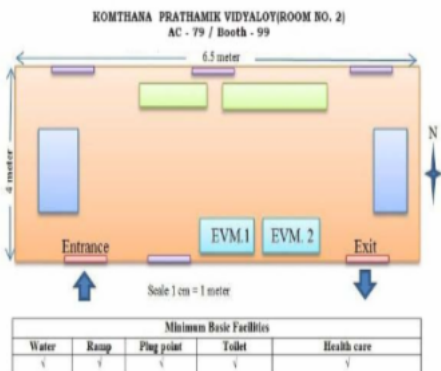 KOMTHANA PRATHAMIK VIDYALOY(ROOM NO. 2)
AC - 79 / Booth - 99
6.5 meter
4 meter
N
EVM.1 EVM. 2
Entrance Exit
Scale 1 cm = 1 meter
Minimum Basic Facilities
Water Ramp Plug point Toilet Health care
√ √ √ √ √